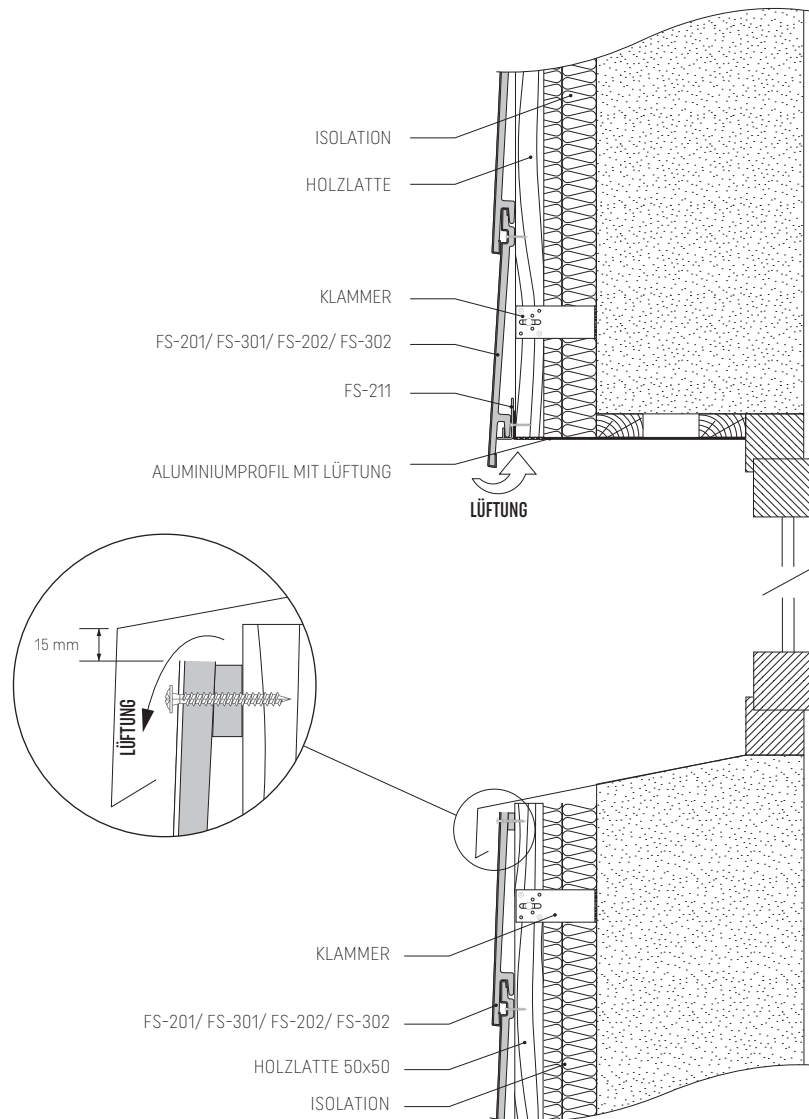 ISOLATION
HOLZLATTE
KLAMMER
FS-201/ FS-301/ FS-202/ FS-302
FS-211
ALUMINIUMPROFIL MIT LÜFTUNG
LÜFTUNG
15 mm
LÜFTUNG
KLAMMER
FS-201/ FS-301/ FS-202/ FS-302
HOLZLATTE 50x50
ISOLATION